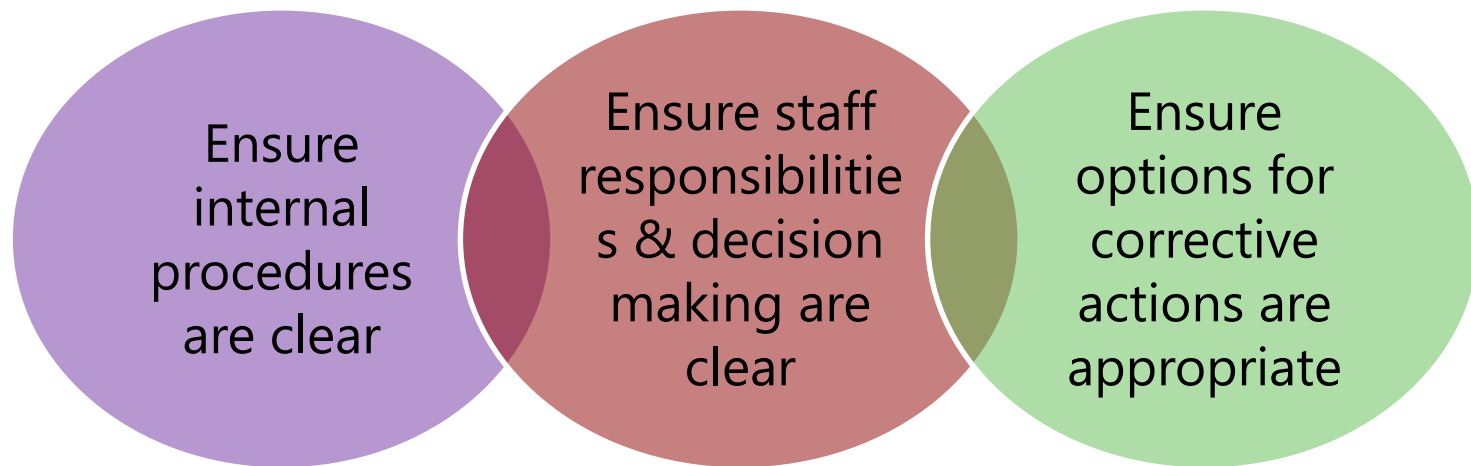 Ensure
internal
procedures
are clear
Ensure staff
responsibilitie
s & decision
making are
clear
Ensure
options for
corrective
actions are
appropriate